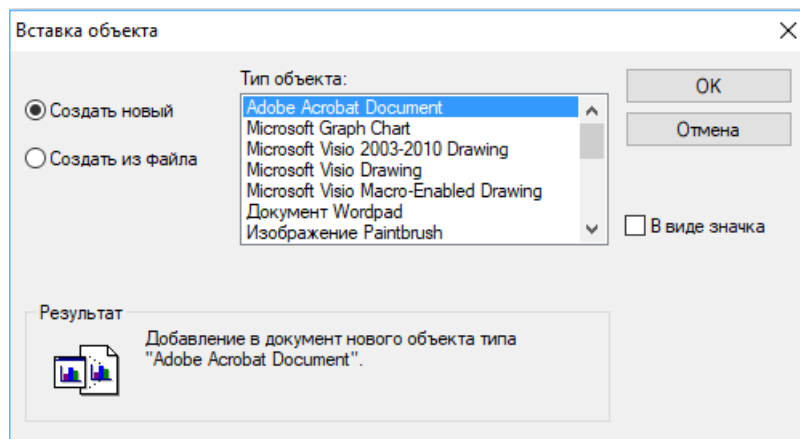 Вставка объекта
Тип объекта:
Создать новый
Создать из файла
Adobe Acrobat Document
Microsoft Graph Chart
Microsoft Visio 2003-2010 Drawing
Microsoft Visio Drawing
Microsoft Visio Macro-Enabled Drawing
Документ Wordpad
Изображение Paintbrush
OK
Отмена
В виде значка
Результат
Добавление в документ нового объекта типа
"Adobe Acrobat Document".